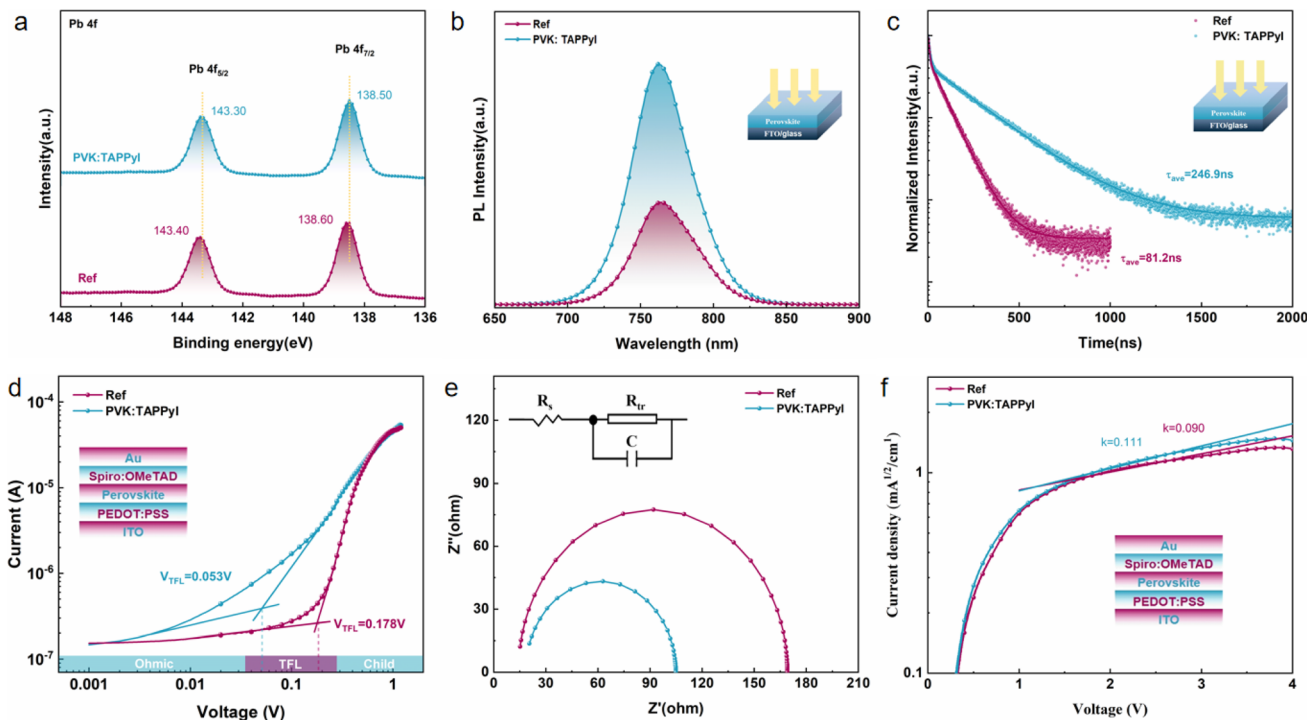 a
Pb 4f
Pb 4f5/2
Pb 4f7/2
143.30
138.50
PVK:TAPPyI
143.40
138.60
Ref
Intensity(a.u.)
148 146 144 142 140 138 136
Binding energy(eV)
b
Ref
PVK: TAPPyI
Perovskite
FTO/glass
PL Intensity(a.u.)
650 700 750 800 850 900
Wavelength (nm)
c
Ref
PVK: TAPPyI
Perovskite
FTO/glass
τave=246.9ns
τave=81.2ns
Normalized Intensity(a.u.)
0 500 1000 1500 2000
Time(ns)
d
Ref
PVK:TAPPyI
Au
Spiro:OMeTAD
Perovskite
PEDOT:PSS
ITO
VTFL=0.053V
VTFL=0.178V
Ohmic TFL Child
10-4
10-5
10-6
10-7
Current (A)
0.001 0.01 0.1 1
Voltage (V)
e
Ref
PVK:TAPPyI
Rs
Rtr
C
120
90
60
30
0
Z''(ohm)
0 30 60 90 120 150 180 210
Z'(ohm)
f
Ref
PVK:TAPPyI
k=0.111
k=0.090
Au
Spiro:OMeTAD
Perovskite
PEDOT:PSS
ITO
1
0.1
Current density (mA1/2/cm1)
0 1 2 3 4
Voltage (V)